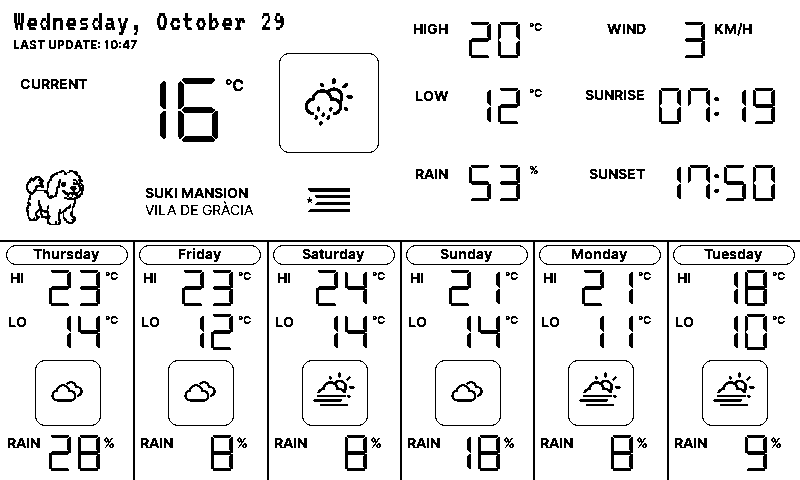 Wednesday, October 29
LAST UPDATE: 10:47
CURRENT 16 °C
HIGH 20 °C
LOW 12 °C
RAIN 53 %
WIND 3 KM/H
SUNRISE 07:19
SUNSET 17:50
SUKI MANSION
VILA DE GRÀCIA
Thursday
HI 23 °C
LO 14 °C
RAIN 28 %
Friday
HI 23 °C
LO 12 °C
RAIN 8 %
Saturday
HI 24 °C
LO 14 °C
RAIN 8 %
Sunday
HI 21 °C
LO 14 °C
RAIN 18 %
Monday
HI 21 °C
LO 11 °C
RAIN 8 %
Tuesday
HI 18 °C
LO 10 °C
RAIN 9 %